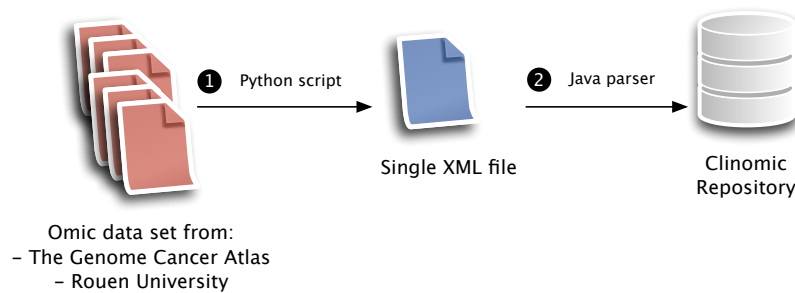 1 Python script
2 Java parser
Single XML file
Clinomic
Repository
Omic data set from:
– The Genome Cancer Atlas
– Rouen University